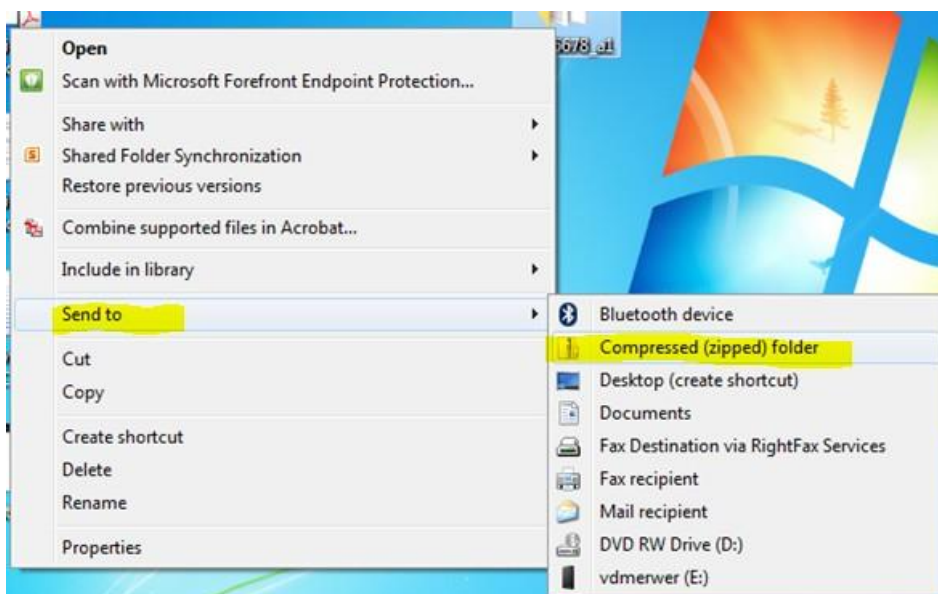 5678_a1
Open
Scan with Microsoft Forefront Endpoint Protection...
Share with
Shared Folder Synchronization
Restore previous versions
Combine supported files in Acrobat...
Include in library
Send to
Cut
Copy
Create shortcut
Delete
Rename
Properties
Bluetooth device
Compressed (zipped) folder
Desktop (create shortcut)
Documents
Fax Destination via RightFax Services
Fax recipient
Mail recipient
DVD RW Drive (D:)
vdmerwer (E:)